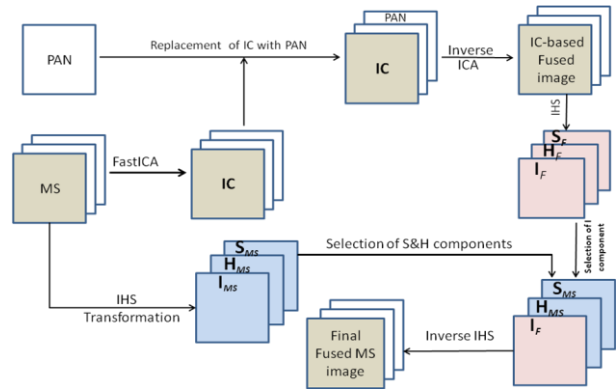 PAN
Replacement of IC with PAN
PAN
IC
Inverse
ICA
IC-based
Fused
image
IHS
MS
FastICA
IC
S_F
H_F
I_F
Selection of I
component
IHS
Transformation
S_MS
H_MS
I_MS
Selection of S&H components
S_MS
H_MS
I_F
Inverse IHS
Final
Fused MS
image